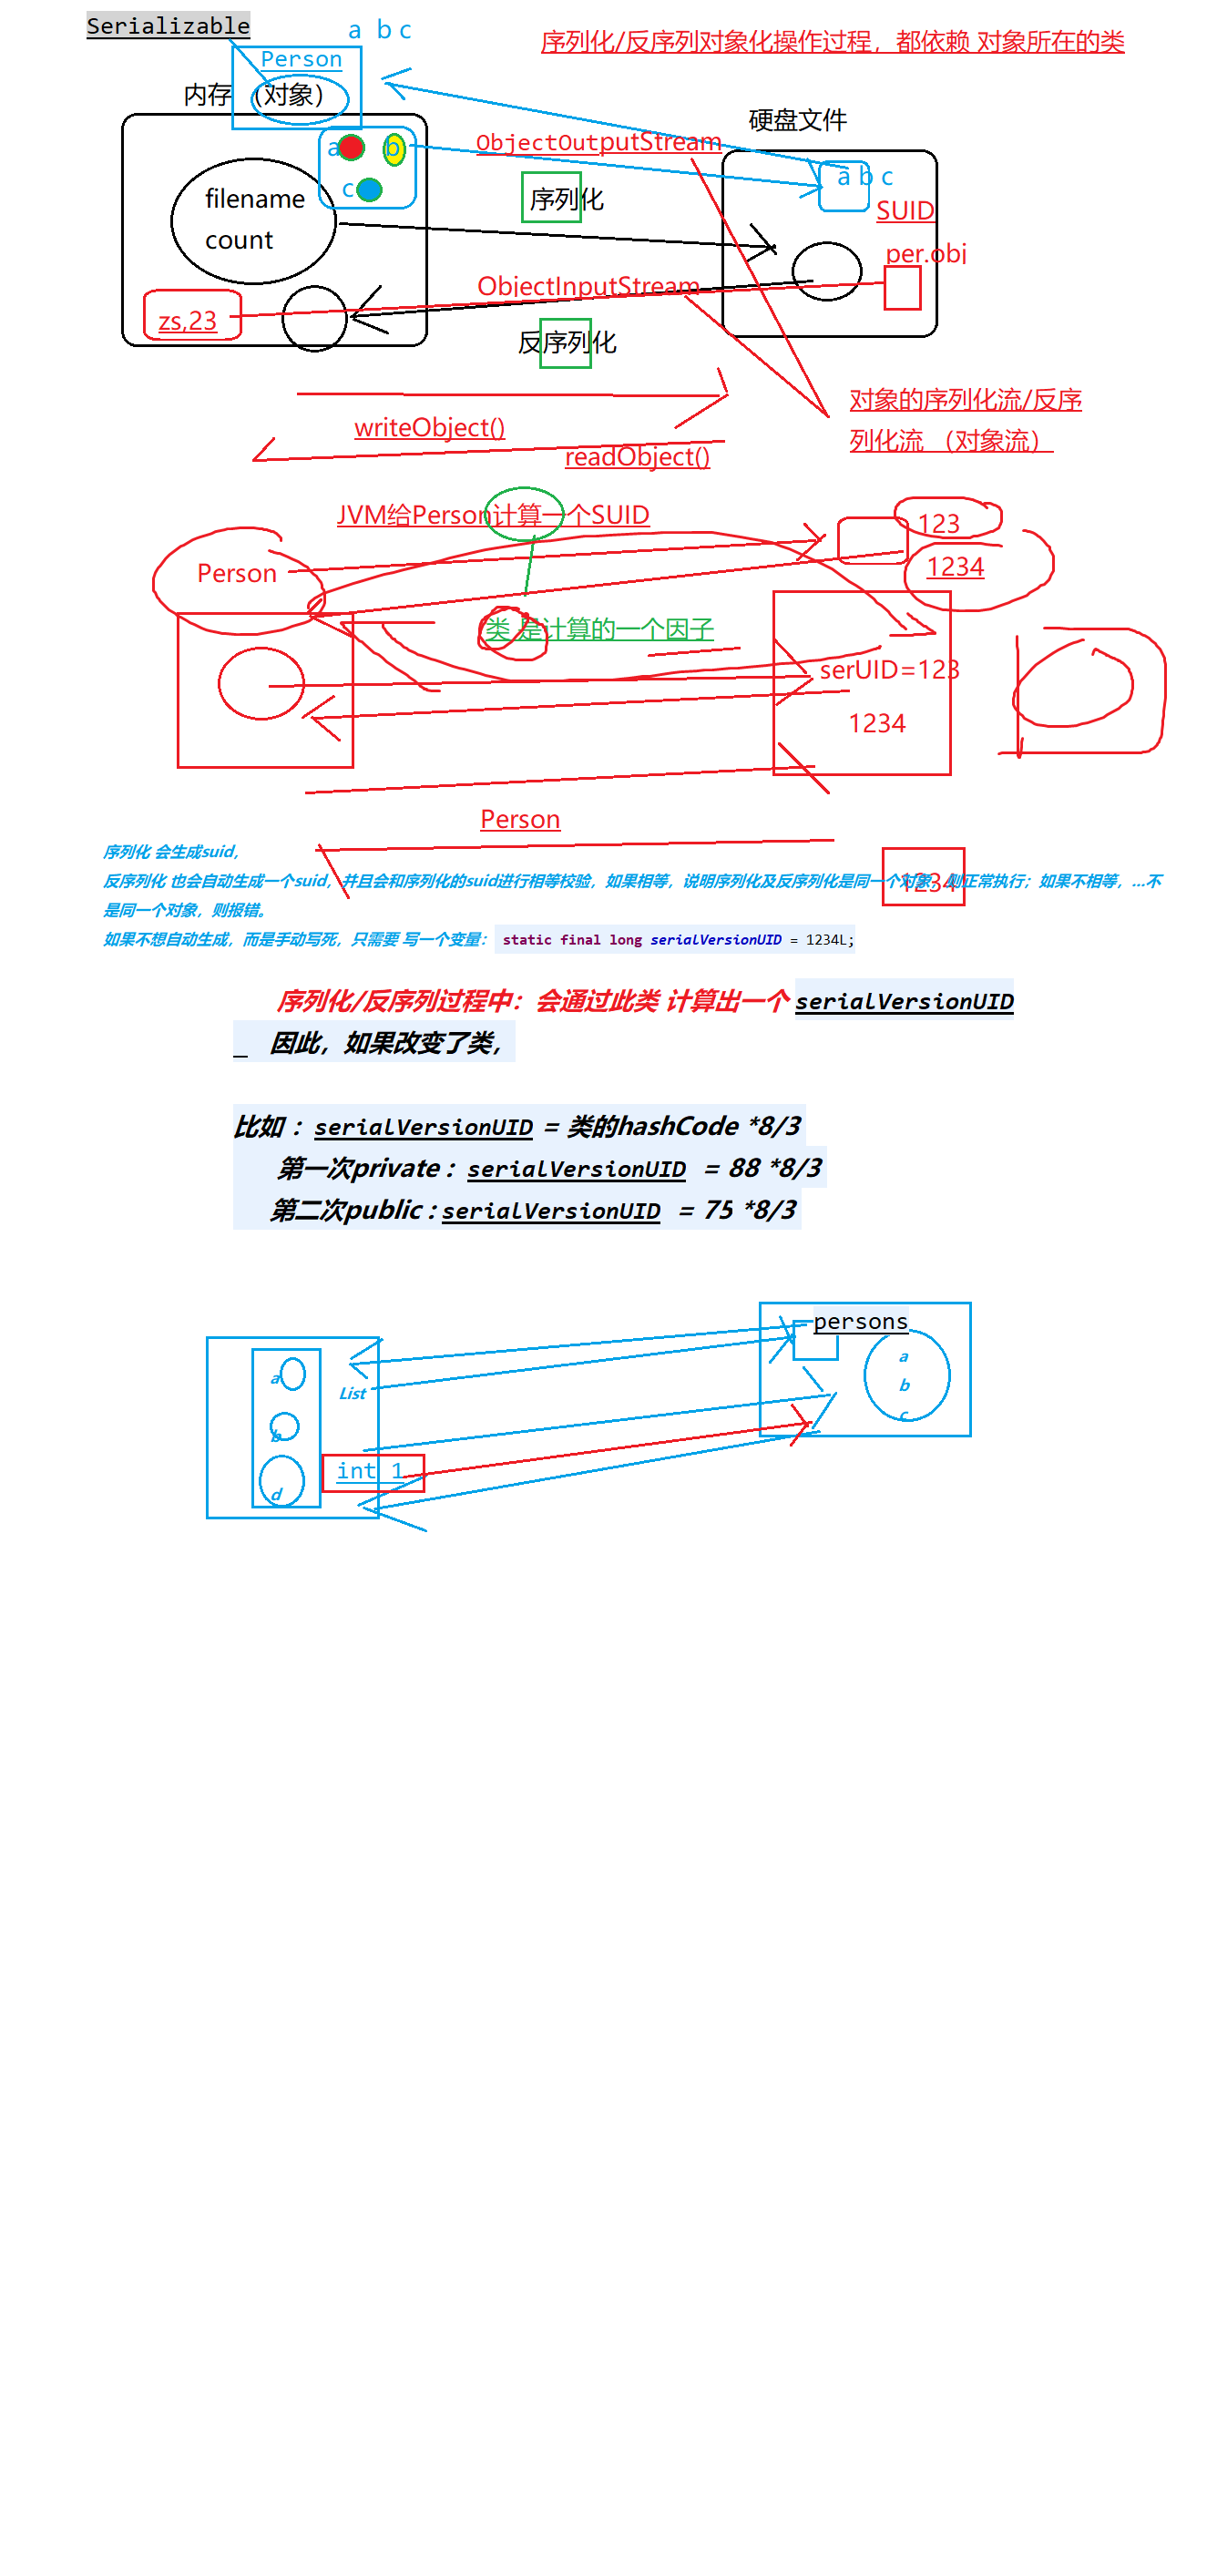 Serializable
a b c
序列化/反序列对象化操作过程，都依赖 对象所在的类
Person
内存 （对象）
硬盘文件
a b
ObjectOutputStream
a b c
c
序列化
filename
SUID
count
per.obj
ObjectInputStream
zs,23
反序列化
对象的序列化流/反序
列化流 （对象流）
writeObject()
readObject()
JVM给Person计算一个SUID
123
Person
1234
类 是计算的一个因子
serUID=123
1234
Person
序列化 会生成suid，
反序列化 也会自动生成一个suid，并且会和序列化的suid进行相等校验，如果相等，说明序列化及反序列化是同一个对象，则正常执行；如果不相等，...不
1234
是同一个对象，则报错。
如果不想自动生成，而是手动写死，只需要 写一个变量： static final long serialVersionUID = 1234L;
序列化/反序列过程中：会通过此类 计算出一个 serialVersionUID
因此，如果改变了类，
比如 ：serialVersionUID = 类的hashCode *8/3
第一次private : serialVersionUID = 88 *8/3
第二次public : serialVersionUID = 75 *8/3
persons
a
a
List
b
b
c
int 1
d